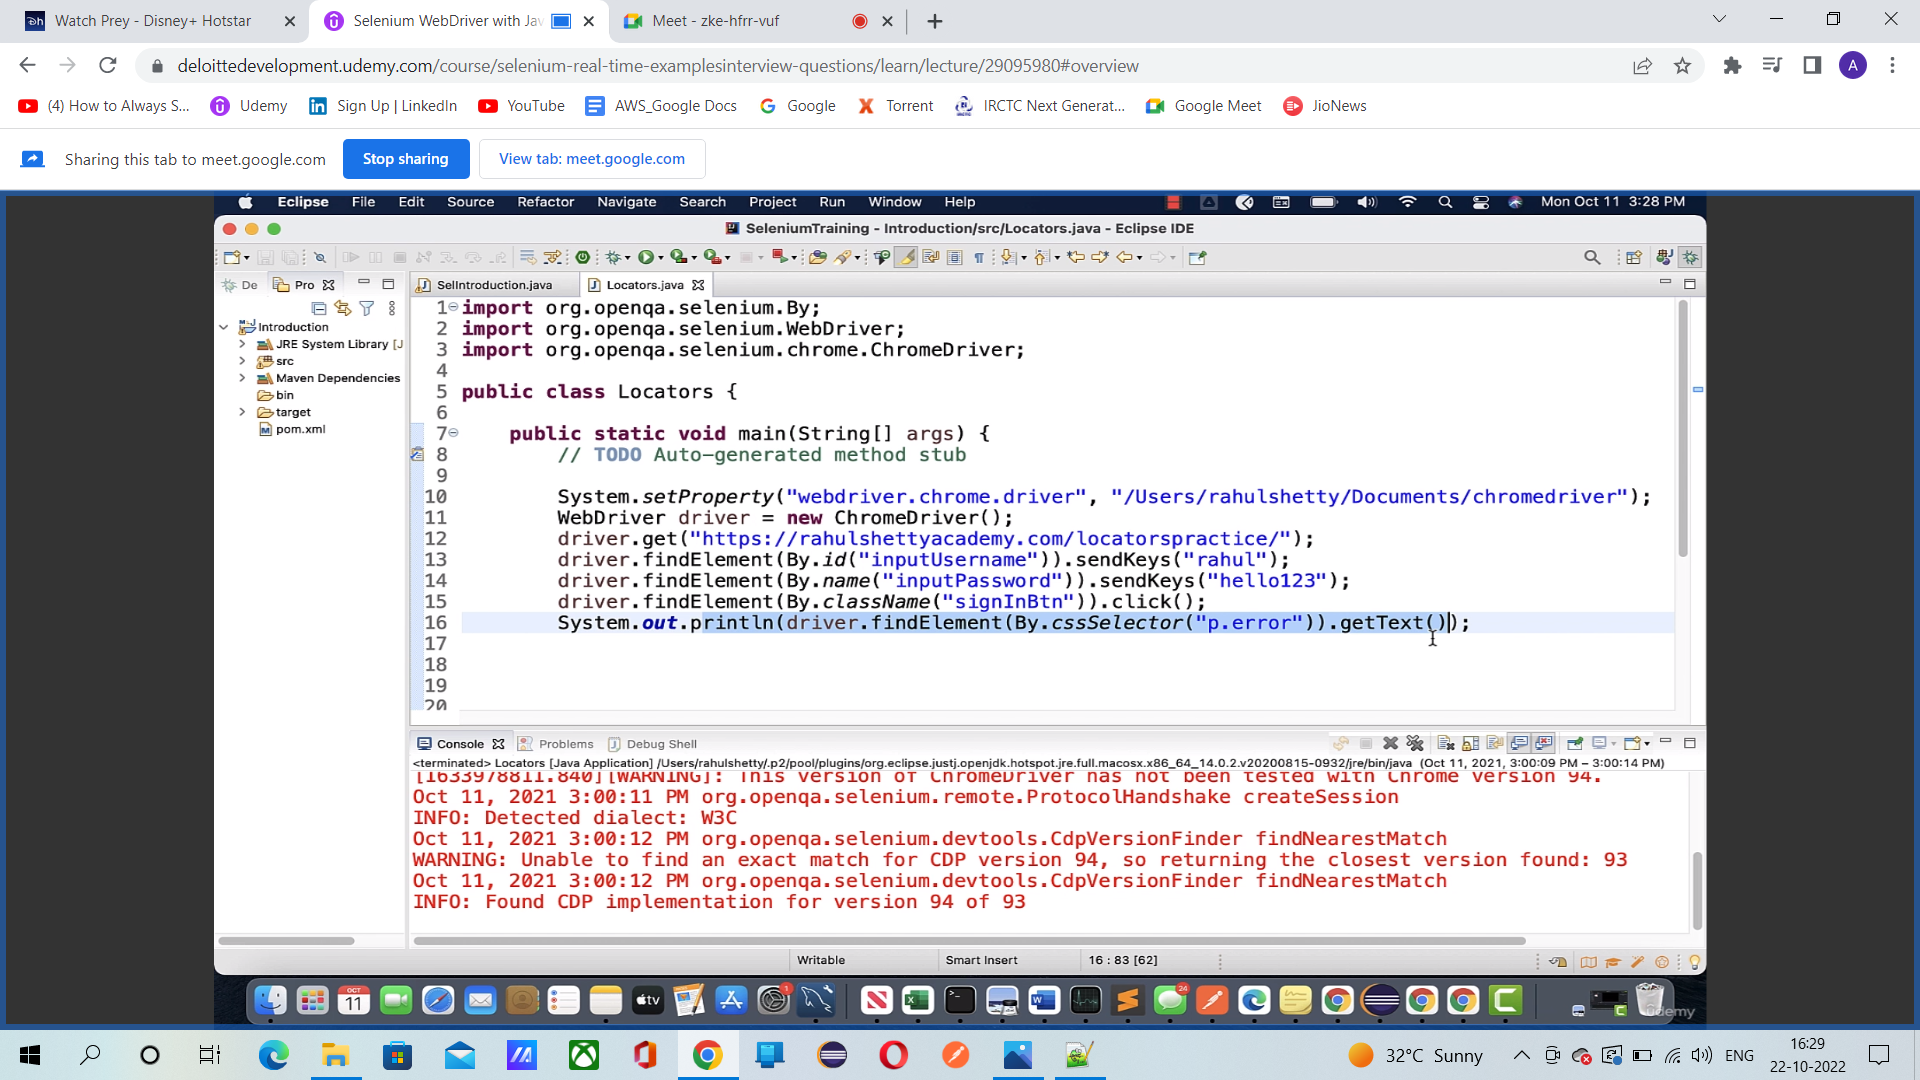 Watch Prey - Disney+ Hotstar
Selenium WebDriver with Jav
Meet - zke-hfrr-vuf
deloittedevelopment.udemy.com/course/selenium-real-time-examplesinterview-questions/learn/lecture/29095980#overview
A
(4) How to Always S... Udemy Sign Up | LinkedIn YouTube AWS_Google Docs Google Torrent IRCTC Next Generat... Google Meet JioNews
Sharing this tab to meet.google.com Stop sharing View tab: meet.google.com
Eclipse File Edit Source Refactor Navigate Search Project Run Window Help Mon Oct 11 3:28 PM
SeleniumTraining - Introduction/src/Locators.java - Eclipse IDE
De Pro
SelIntroduction.java Locators.java
Introduction
JRE System Library [J
src
Maven Dependencies
bin
target
pom.xml
1 import org.openqa.selenium.By;
2 import org.openqa.selenium.WebDriver;
3 import org.openqa.selenium.chrome.ChromeDriver;
4
5 public class Locators {
6
7 public static void main(String[] args) {
8 // TODO Auto-generated method stub
9
10 System.setProperty("webdriver.chrome.driver", "/Users/rahulshetty/Documents/chromedriver");
11 WebDriver driver = new ChromeDriver();
12 driver.get("https://rahulshettyacademy.com/locatorspractice/");
13 driver.findElement(By.id("inputUsername")).sendKeys("rahul");
14 driver.findElement(By.name("inputPassword")).sendKeys("hello123");
15 driver.findElement(By.className("signInBtn")).click();
16 System.out.println(driver.findElement(By.cssSelector("p.error")).getText());
17
18
19
20
Console Problems Debug Shell
<terminated> Locators [Java Application] /Users/rahulshetty/.p2/pool/plugins/org.eclipse.justj.openjdk.hotspot.jre.full.macosx.x86_64_14.0.2.v20200815-0932/jre/bin/java (Oct 11, 2021, 3:00:09 PM – 3:00:14 PM)
[1633978811.840][WARNING]: This version of ChromeDriver has not been tested with Chrome version 94.
Oct 11, 2021 3:00:11 PM org.openqa.selenium.remote.ProtocolHandshake createSession
INFO: Detected dialect: W3C
Oct 11, 2021 3:00:12 PM org.openqa.selenium.devtools.CdpVersionFinder findNearestMatch
WARNING: Unable to find an exact match for CDP version 94, so returning the closest version found: 93
Oct 11, 2021 3:00:12 PM org.openqa.selenium.devtools.CdpVersionFinder findNearestMatch
INFO: Found CDP implementation for version 94 of 93
Writable Smart Insert 16 : 83 [62]
OCT
11
tv
24
udemy
32°C Sunny
ENG
16:29
22-10-2022